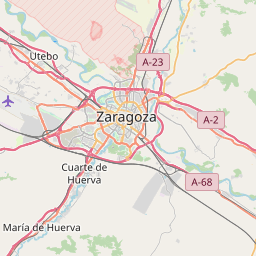 A-23
Utebo
Zaragoza
A-2
Cuarte de
Huerva
A-68
María de Huerva